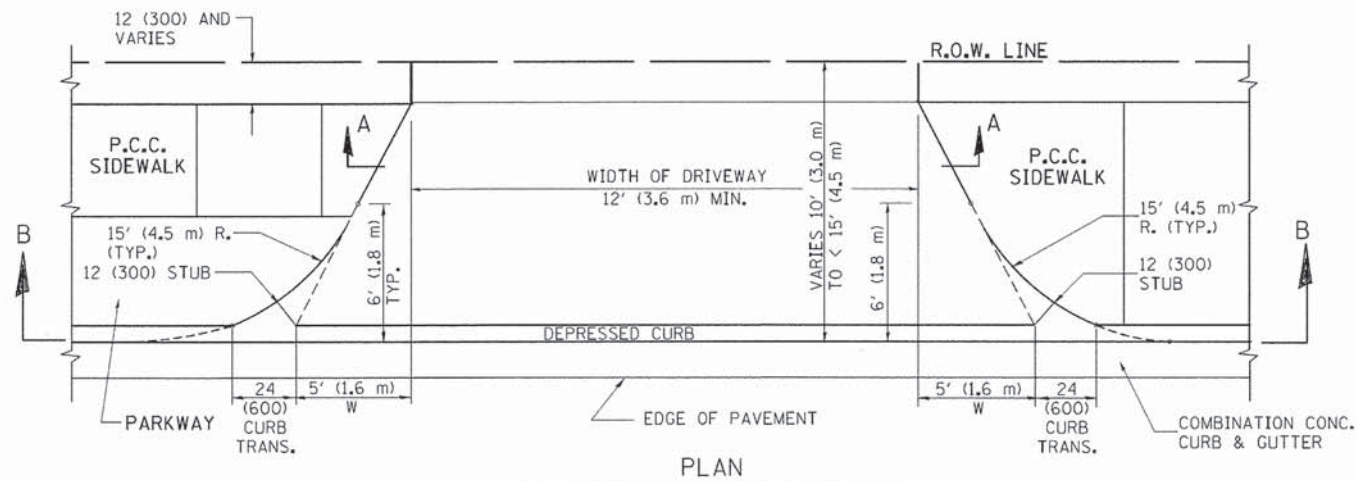 12 (300) AND
VARIES
R.O.W. LINE
A
A
P.C.C.
SIDEWALK
P.C.C.
SIDEWALK
WIDTH OF DRIVEWAY
12' (3.6 m) MIN.
VARIES 10' (3.0 m)
TO < 15' (4.5 m)
B
B
15' (4.5 m) R.
(TYP.)
12 (300) STUB
6' (1.8 m)
TYP.
6' (1.8 m)
15' (4.5 m)
R. (TYP.)
12 (300)
STUB
DEPRESSED CURB
24
(600)
CURB
TRANS.
5' (1.6 m)
W
5' (1.6 m)
W
24
(600)
CURB
TRANS.
PARKWAY
EDGE OF PAVEMENT
COMBINATION CONC.
CURB & GUTTER
PLAN